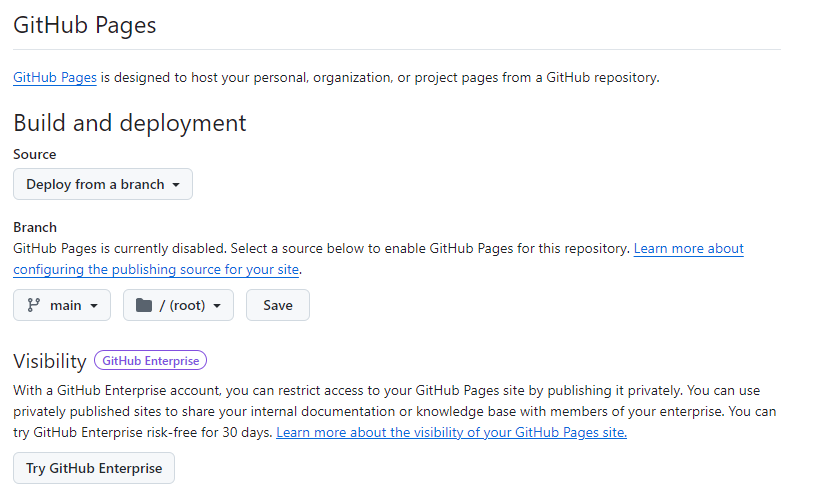 GitHub Pages
GitHub Pages is designed to host your personal, organization, or project pages from a GitHub repository.
Build and deployment
Source
Deploy from a branch
Branch
GitHub Pages is currently disabled. Select a source below to enable GitHub Pages for this repository. Learn more about
configuring the publishing source for your site.
main / (root) Save
Visibility GitHub Enterprise
With a GitHub Enterprise account, you can restrict access to your GitHub Pages site by publishing it privately. You can use
privately published sites to share your internal documentation or knowledge base with members of your enterprise. You can
try GitHub Enterprise risk-free for 30 days. Learn more about the visibility of your GitHub Pages site.
Try GitHub Enterprise